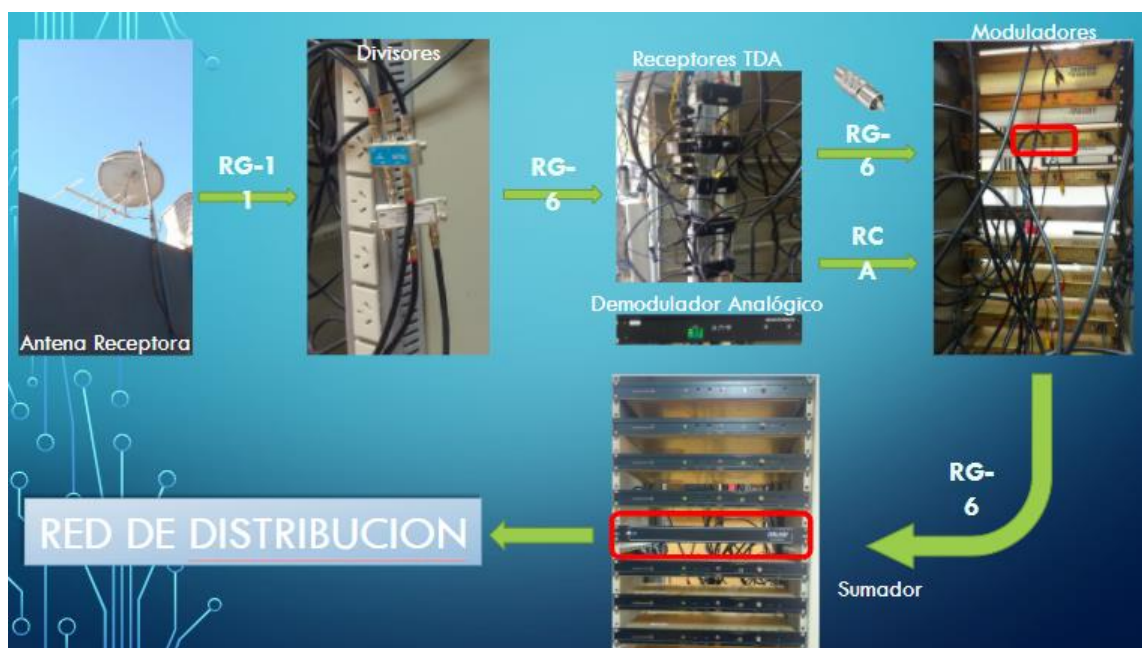 Antena Receptora
RG-1
1
Divisores
RG-
6
Receptores TDA
Demodulador Analógico
RG-
6
RC
A
Moduladores
RG-
6
Sumador
RED DE DISTRIBUCION